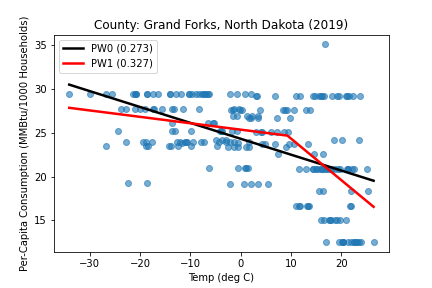 County: Grand Forks, North Dakota (2019)
PW0 (0.273)
PW1 (0.327)
Per-Capita Consumption (MMBtu/1000 Households)
35
30
25
20
15
−30
−20
−10
0
10
20
Temp (deg C)